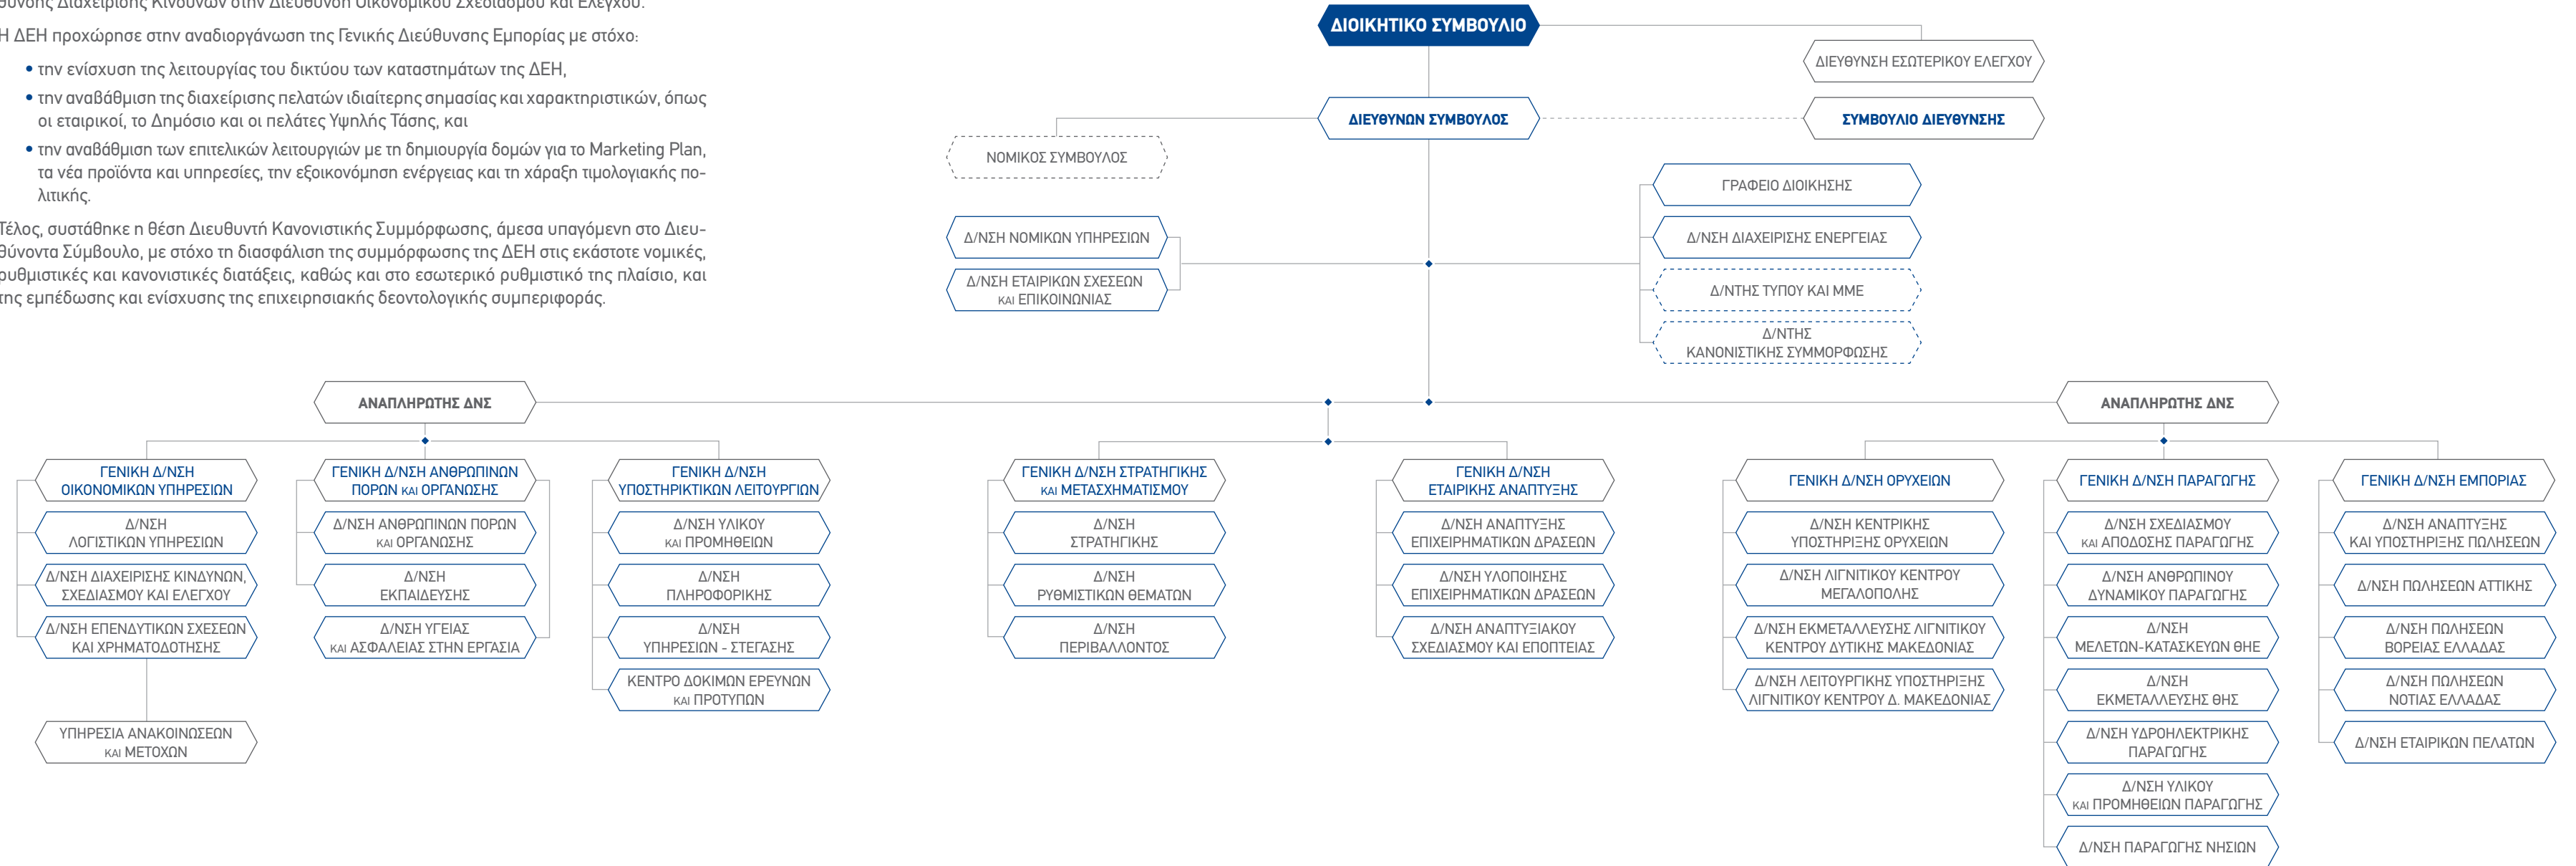 θυνσης Διαχείρισης Κινδύνων στην Διεύθυνση Οικονομικού Σχεδιασμού και Ελέγχου.
Η ΔΕΗ προχώρησε στην αναδιοργάνωση της Γενικής Διεύθυνσης Εμπορίας με στόχο:
• την ενίσχυση της λειτουργίας του δικτύου των καταστημάτων της ΔΕΗ,
• την αναβάθμιση της διαχείρισης πελατών ιδιαίτερης σημασίας και χαρακτηριστικών, όπως
οι εταιρικοί, το Δημόσιο και οι πελάτες Υψηλής Τάσης, και
• την αναβάθμιση των επιτελικών λειτουργιών με τη δημιουργία δομών για το Marketing Plan,
τα νέα προϊόντα και υπηρεσίες, την εξοικονόμηση ενέργειας και τη χάραξη τιμολογιακής πο-
λιτικής.
Τέλος, συστάθηκε η θέση Διευθυντή Κανονιστικής Συμμόρφωσης, άμεσα υπαγόμενη στο Διευ-
θύνοντα Σύμβουλο, με στόχο τη διασφάλιση της συμμόρφωσης της ΔΕΗ στις εκάστοτε νομικές,
ρυθμιστικές και κανονιστικές διατάξεις, καθώς και στο εσωτερικό ρυθμιστικό της πλαίσιο, και
της εμπέδωσης και ενίσχυσης της επιχειρησιακής δεοντολογικής συμπεριφοράς.
ΔΙΟΙΚΗΤΙΚΟ ΣΥΜΒΟΥΛΙΟ
ΔΙΕΥΘΥΝΣΗ ΕΣΩΤΕΡΙΚΟΥ ΕΛΕΓΧΟΥ
ΔΙΕΥΘΥΝΩΝ ΣΥΜΒΟΥΛΟΣ
ΣΥΜΒΟΥΛΙΟ ΔΙΕΥΘΥΝΣΗΣ
ΝΟΜΙΚΟΣ ΣΥΜΒΟΥΛΟΣ
Δ/ΝΣΗ ΝΟΜΙΚΩΝ ΥΠΗΡΕΣΙΩΝ
Δ/ΝΣΗ ΕΤΑΙΡΙΚΩΝ ΣΧΕΣΕΩΝ
ΚΑΙ ΕΠΙΚΟΙΝΩΝΙΑΣ
ΓΡΑΦΕΙΟ ΔΙΟΙΚΗΣΗΣ
Δ/ΝΣΗ ΔΙΑΧΕΙΡΙΣΗΣ ΕΝΕΡΓΕΙΑΣ
Δ/ΝΤΗΣ ΤΥΠΟΥ ΚΑΙ ΜΜΕ
Δ/ΝΤΗΣ
ΚΑΝΟΝΙΣΤΙΚΗΣ ΣΥΜΜΟΡΦΩΣΗΣ
ΑΝΑΠΛΗΡΩΤΗΣ ΔΝΣ
ΑΝΑΠΛΗΡΩΤΗΣ ΔΝΣ
ΓΕΝΙΚΗ Δ/ΝΣΗ
ΟΙΚΟΝΟΜΙΚΩΝ ΥΠΗΡΕΣΙΩΝ
Δ/ΝΣΗ
ΛΟΓΙΣΤΙΚΩΝ ΥΠΗΡΕΣΙΩΝ
Δ/ΝΣΗ ΔΙΑΧΕΙΡΙΣΗΣ ΚΙΝΔΥΝΩΝ,
ΣΧΕΔΙΑΣΜΟΥ ΚΑΙ ΕΛΕΓΧΟΥ
Δ/ΝΣΗ ΕΠΕΝΔΥΤΙΚΩΝ ΣΧΕΣΕΩΝ
ΚΑΙ ΧΡΗΜΑΤΟΔΟΤΗΣΗΣ
ΥΠΗΡΕΣΙΑ ΑΝΑΚΟΙΝΩΣΕΩΝ
ΚΑΙ ΜΕΤΟΧΩΝ
ΓΕΝΙΚΗ Δ/ΝΣΗ ΑΝΘΡΩΠΙΝΩΝ
ΠΟΡΩΝ ΚΑΙ ΟΡΓΑΝΩΣΗΣ
Δ/ΝΣΗ ΑΝΘΡΩΠΙΝΩΝ ΠΟΡΩΝ
ΚΑΙ ΟΡΓΑΝΩΣΗΣ
Δ/ΝΣΗ
ΕΚΠΑΙΔΕΥΣΗΣ
Δ/ΝΣΗ ΥΓΕΙΑΣ
ΚΑΙ ΑΣΦΑΛΕΙΑΣ ΣΤΗΝ ΕΡΓΑΣΙΑ
ΓΕΝΙΚΗ Δ/ΝΣΗ
ΥΠΟΣΤΗΡΙΚΤΙΚΩΝ ΛΕΙΤΟΥΡΓΙΩΝ
Δ/ΝΣΗ ΥΛΙΚΟΥ
ΚΑΙ ΠΡΟΜΗΘΕΙΩΝ
Δ/ΝΣΗ
ΠΛΗΡΟΦΟΡΙΚΗΣ
Δ/ΝΣΗ
ΥΠΗΡΕΣΙΩΝ - ΣΤΕΓΑΣΗΣ
ΚΕΝΤΡΟ ΔΟΚΙΜΩΝ ΕΡΕΥΝΩΝ
ΚΑΙ ΠΡΟΤΥΠΩΝ
ΓΕΝΙΚΗ Δ/ΝΣΗ ΣΤΡΑΤΗΓΙΚΗΣ
ΚΑΙ ΜΕΤΑΣΧΗΜΑΤΙΣΜΟΥ
Δ/ΝΣΗ
ΣΤΡΑΤΗΓΙΚΗΣ
Δ/ΝΣΗ
ΡΥΘΜΙΣΤΙΚΩΝ ΘΕΜΑΤΩΝ
Δ/ΝΣΗ
ΠΕΡΙΒΑΛΛΟΝΤΟΣ
ΓΕΝΙΚΗ Δ/ΝΣΗ
ΕΤΑΙΡΙΚΗΣ ΑΝΑΠΤΥΞΗΣ
Δ/ΝΣΗ ΑΝΑΠΤΥΞΗΣ
ΕΠΙΧΕΙΡΗΜΑΤΙΚΩΝ ΔΡΑΣΕΩΝ
Δ/ΝΣΗ ΥΛΟΠΟΙΗΣΗΣ
ΕΠΙΧΕΙΡΗΜΑΤΙΚΩΝ ΔΡΑΣΕΩΝ
Δ/ΝΣΗ ΑΝΑΠΤΥΞΙΑΚΟΥ
ΣΧΕΔΙΑΣΜΟΥ ΚΑΙ ΕΠΟΠΤΕΙΑΣ
ΓΕΝΙΚΗ Δ/ΝΣΗ ΟΡΥΧΕΙΩΝ
Δ/ΝΣΗ ΚΕΝΤΡΙΚΗΣ
ΥΠΟΣΤΗΡΙΞΗΣ ΟΡΥΧΕΙΩΝ
Δ/ΝΣΗ ΛΙΓΝΙΤΙΚΟΥ ΚΕΝΤΡΟΥ
ΜΕΓΑΛΟΠΟΛΗΣ
Δ/ΝΣΗ ΕΚΜΕΤΑΛΛΕΥΣΗΣ ΛΙΓΝΙΤΙΚΟΥ
ΚΕΝΤΡΟΥ ΔΥΤΙΚΗΣ ΜΑΚΕΔΟΝΙΑΣ
Δ/ΝΣΗ ΛΕΙΤΟΥΡΓΙΚΗΣ ΥΠΟΣΤΗΡΙΞΗΣ
ΛΙΓΝΙΤΙΚΟΥ ΚΕΝΤΡΟΥ Δ. ΜΑΚΕΔΟΝΙΑΣ
ΓΕΝΙΚΗ Δ/ΝΣΗ ΠΑΡΑΓΩΓΗΣ
Δ/ΝΣΗ ΣΧΕΔΙΑΣΜΟΥ
ΚΑΙ ΑΠΟΔΟΣΗΣ ΠΑΡΑΓΩΓΗΣ
Δ/ΝΣΗ ΑΝΘΡΩΠΙΝΟΥ
ΔΥΝΑΜΙΚΟΥ ΠΑΡΑΓΩΓΗΣ
Δ/ΝΣΗ
ΜΕΛΕΤΩΝ-ΚΑΤΑΣΚΕΥΩΝ ΘΗΕ
Δ/ΝΣΗ
ΕΚΜΕΤΑΛΛΕΥΣΗΣ ΘΗΣ
Δ/ΝΣΗ ΥΔΡΟΗΛΕΚΤΡΙΚΗΣ
ΠΑΡΑΓΩΓΗΣ
Δ/ΝΣΗ ΥΛΙΚΟΥ
ΚΑΙ ΠΡΟΜΗΘΕΙΩΝ ΠΑΡΑΓΩΓΗΣ
Δ/ΝΣΗ ΠΑΡΑΓΩΓΗΣ ΝΗΣΙΩΝ
ΓΕΝΙΚΗ Δ/ΝΣΗ ΕΜΠΟΡΙΑΣ
Δ/ΝΣΗ ΑΝΑΠΤΥΞΗΣ
ΚΑΙ ΥΠΟΣΤΗΡΙΞΗΣ ΠΩΛΗΣΕΩΝ
Δ/ΝΣΗ ΠΩΛΗΣΕΩΝ ΑΤΤΙΚΗΣ
Δ/ΝΣΗ ΠΩΛΗΣΕΩΝ
ΒΟΡΕΙΑΣ ΕΛΛΑΔΑΣ
Δ/ΝΣΗ ΠΩΛΗΣΕΩΝ
ΝΟΤΙΑΣ ΕΛΛΑΔΑΣ
Δ/ΝΣΗ ΕΤΑΙΡΙΚΩΝ ΠΕΛΑΤΩΝ